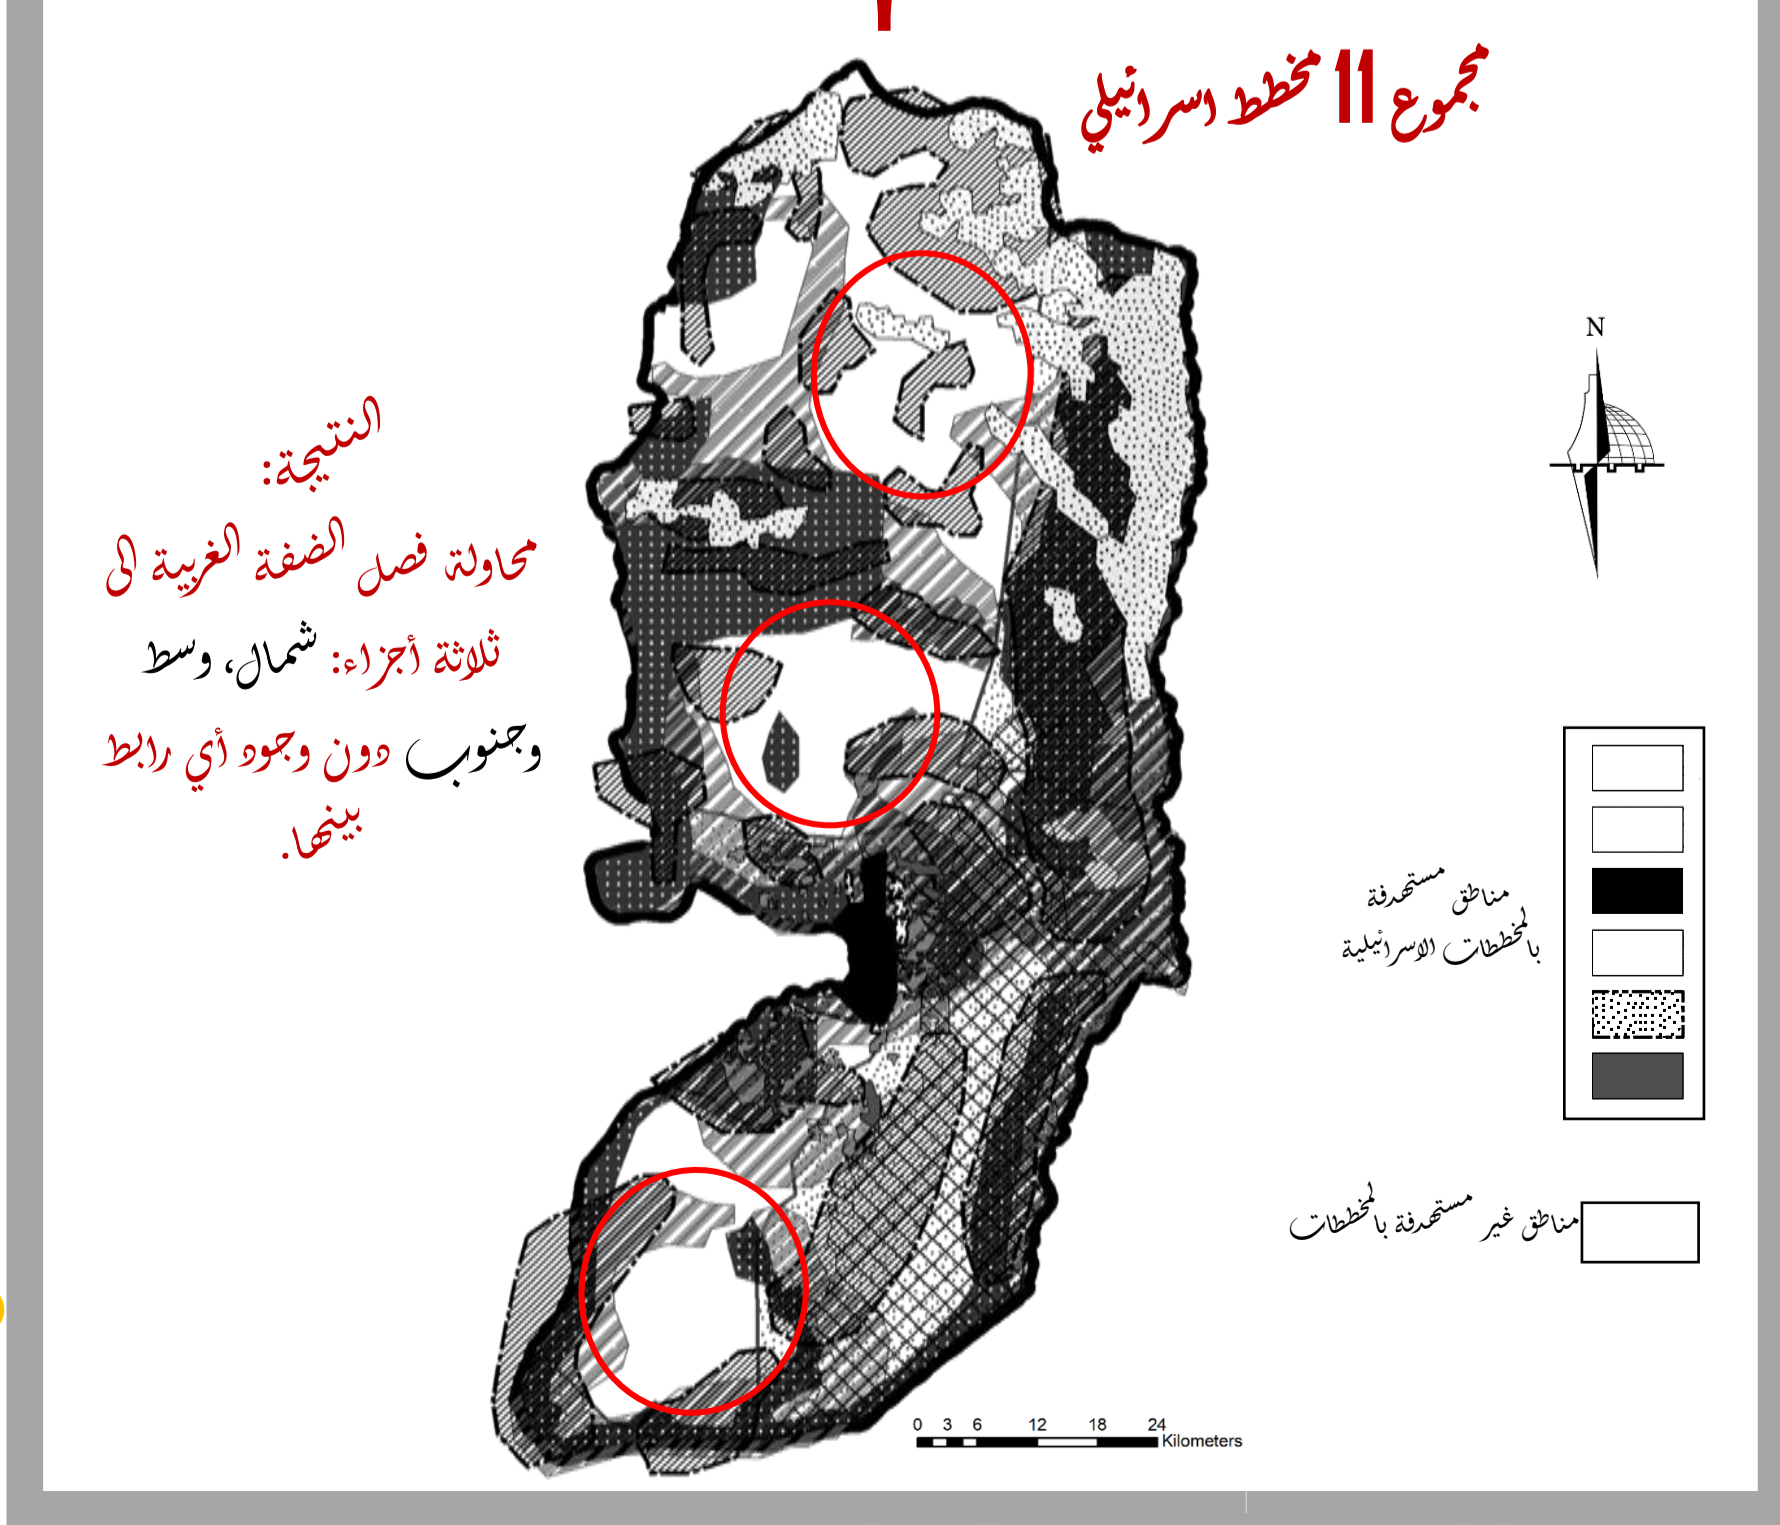 مجموع 11 مخطط اسرائيلي
N
النتيجة:
محاولة فصل الضفة الغربية الى
ثلاثة أجزاء: شمال، وسط
وجنوب دون وجود أي رابط
بينها.
مناطق مستهدفة
بالمخططات الاسرائيلية
مناطق غير مستهدفة بالمخططات
0 3 6 12 18 24
Kilometers